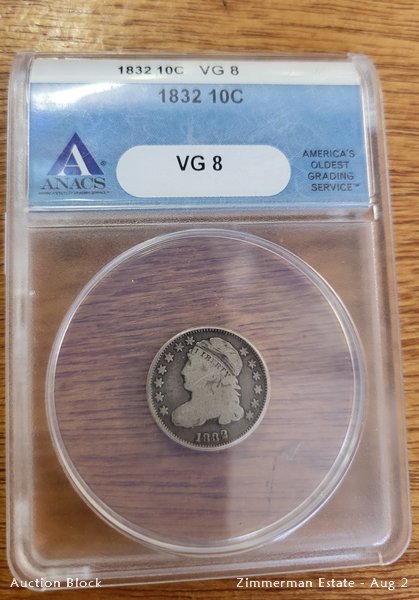 1832 10C VG 8
1832 10C
VG 8
ANACS
AMERICA'S
OLDEST
GRADING
SERVICE™
LIBERTY
1832
Auction Block
Zimmerman Estate - Aug 2